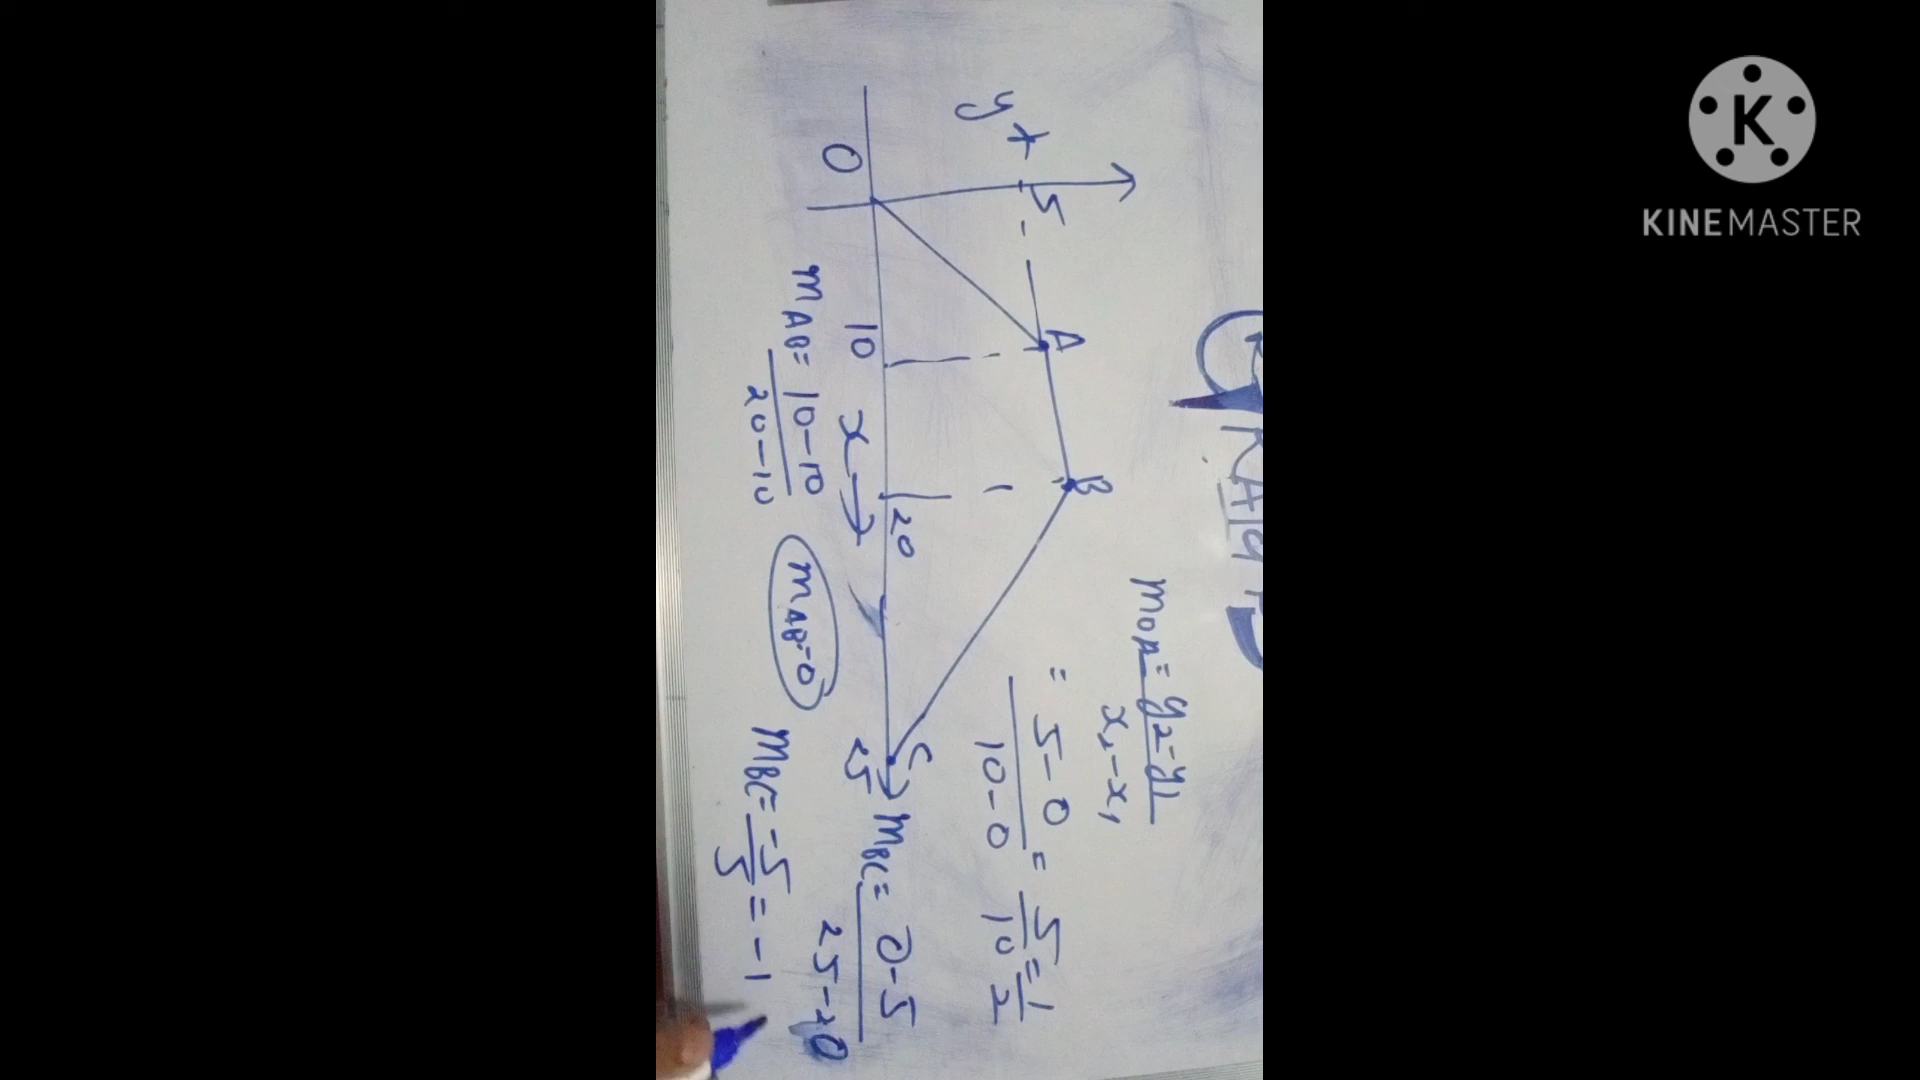 GRAPH
m_OA = y2-y1
x2-x1
= 5-0 = 5 = 1
10-0 10 2
y
5
A
B
O
10
20
C
25
x
m_BC = 0-5
25-20
m_AB = 10-10
20-10
m_AB=0
m_BC = -5 = -1
5
K
KINEMASTER